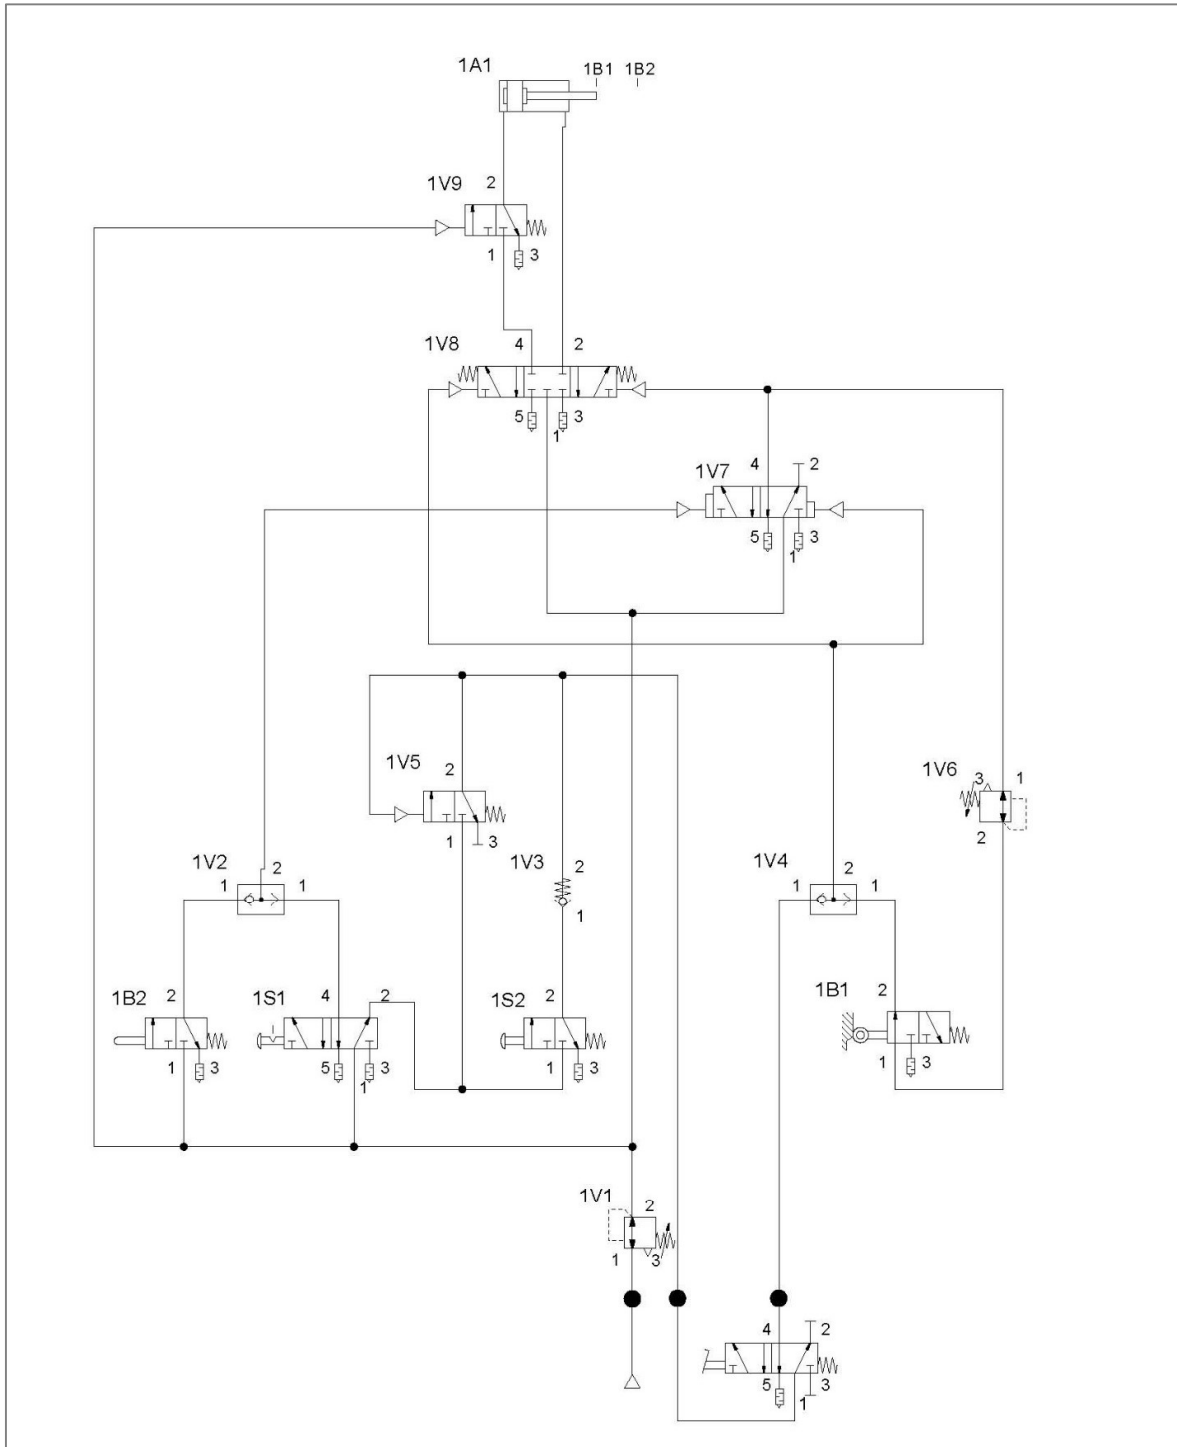 1A1
1B1 1B2
1V9 2
1 3
1V8 4 2
5 1 3
1V7 4 2
5 1 3
1V5 2
1 3
1V6 3 1
2
1V3 2
1
1V2 1 2 1
1V4 1 2 1
1B2 2
1 3
1S1 4 2
5 1 3
1S2 2
1 3
1B1 2
1 3
1V1 2
1 3
4 2
5 1 3